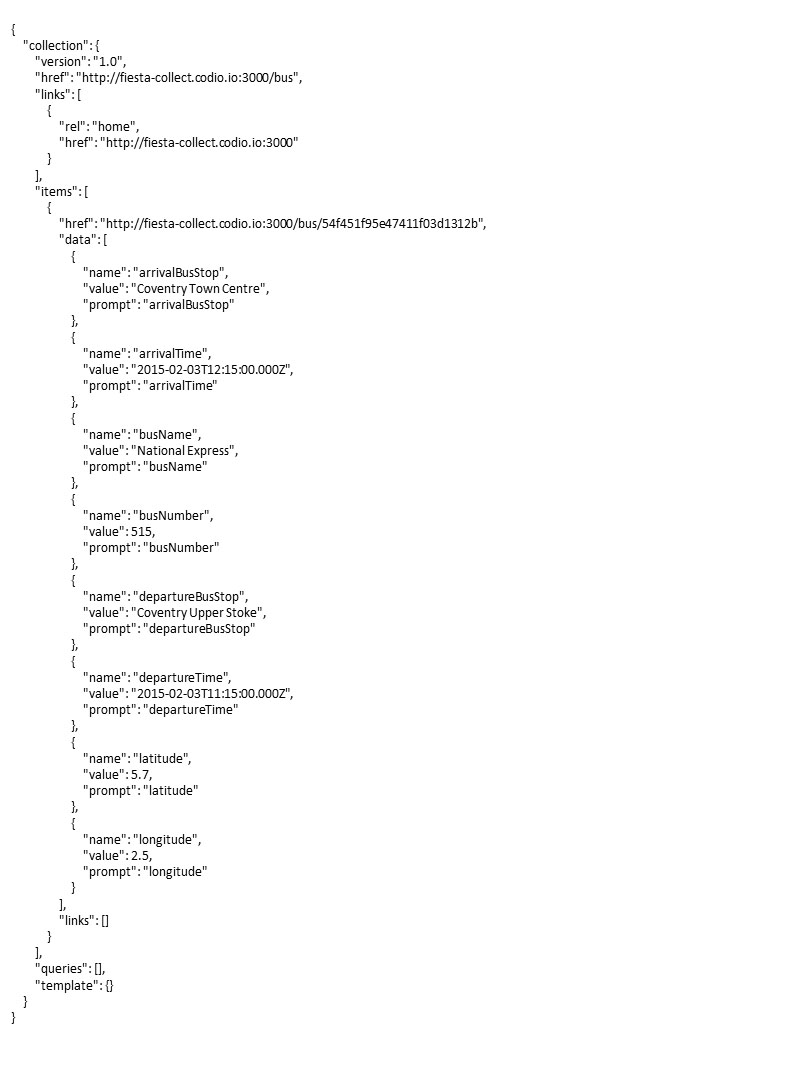 {
"collection": {
"version": "1.0",
"href": "http://fiesta-collect.codio.io:3000/bus",
"links": [
{
"rel": "home",
"href": "http://fiesta-collect.codio.io:3000"
}
],
"items": [
{
"href": "http://fiesta-collect.codio.io:3000/bus/54f451f95e47411f03d1312b",
"data": [
{
"name": "arrivalBusStop",
"value": "Coventry Town Centre",
"prompt": "arrivalBusStop"
},
{
"name": "arrivalTime",
"value": "2015-02-03T12:15:00.000Z",
"prompt": "arrivalTime"
},
{
"name": "busName",
"value": "National Express",
"prompt": "busName"
},
{
"name": "busNumber",
"value": 515,
"prompt": "busNumber"
},
{
"name": "departureBusStop",
"value": "Coventry Upper Stoke",
"prompt": "departureBusStop"
},
{
"name": "departureTime",
"value": "2015-02-03T11:15:00.000Z",
"prompt": "departureTime"
},
{
"name": "latitude",
"value": 5.7,
"prompt": "latitude"
},
{
"name": "longitude",
"value": 2.5,
"prompt": "longitude"
}
],
"links": []
}
],
"queries": [],
"template": {}
}
}